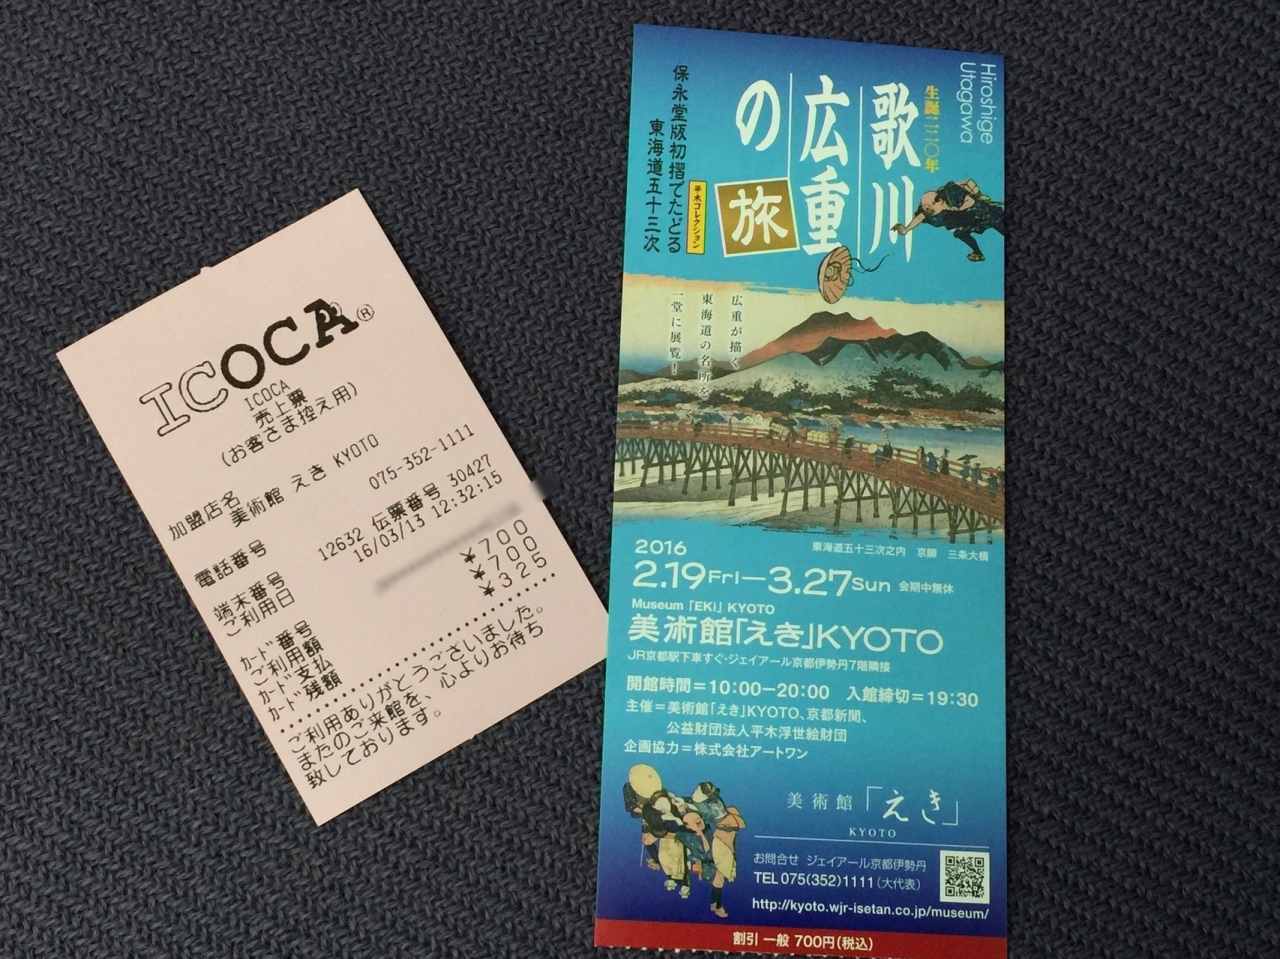 ICOCA®
ICOCA
売上票
(お客さま控え用)
加盟店名
美術館 えき KYOTO
電話番号 075-352-1111
端末番号 12632 伝票番号 30427
ご利用日 16/03/13 12:32:15
カード番号
ご利用額 ¥700
カード支払 ¥700
カード残額 ¥325
ご利用ありがとうございました。
またのご来館を、心よりお待ち
致しております。
Hiroshige
Utagawa
生誕二二〇年
歌川
広重
の旅
平木コレクション
保永堂版初摺でたどる
東海道五十三次
広重が描く
東海道の名所を
一堂に展覧!
東海道五十三次之内 京師 三条大橋
2016
2.19Fri—3.27Sun 会期中無休
Museum「EKi」KYOTO
美術館「えき」KYOTO
JR京都駅下車すぐ・ジェイアール京都伊勢丹7階隣接
開館時間=10:00−20:00 入館締切=19:30
主催=美術館「えき」KYOTO、京都新聞、
公益財団法人平木浮世絵財団
企画協力=株式会社アートワン
美術館「えき」
KYOTO
お問合せ ジェイアール京都伊勢丹
TEL 075(352)1111(大代表)
http://kyoto.wjr-isetan.co.jp/museum/
割引 一般 700円(税込)